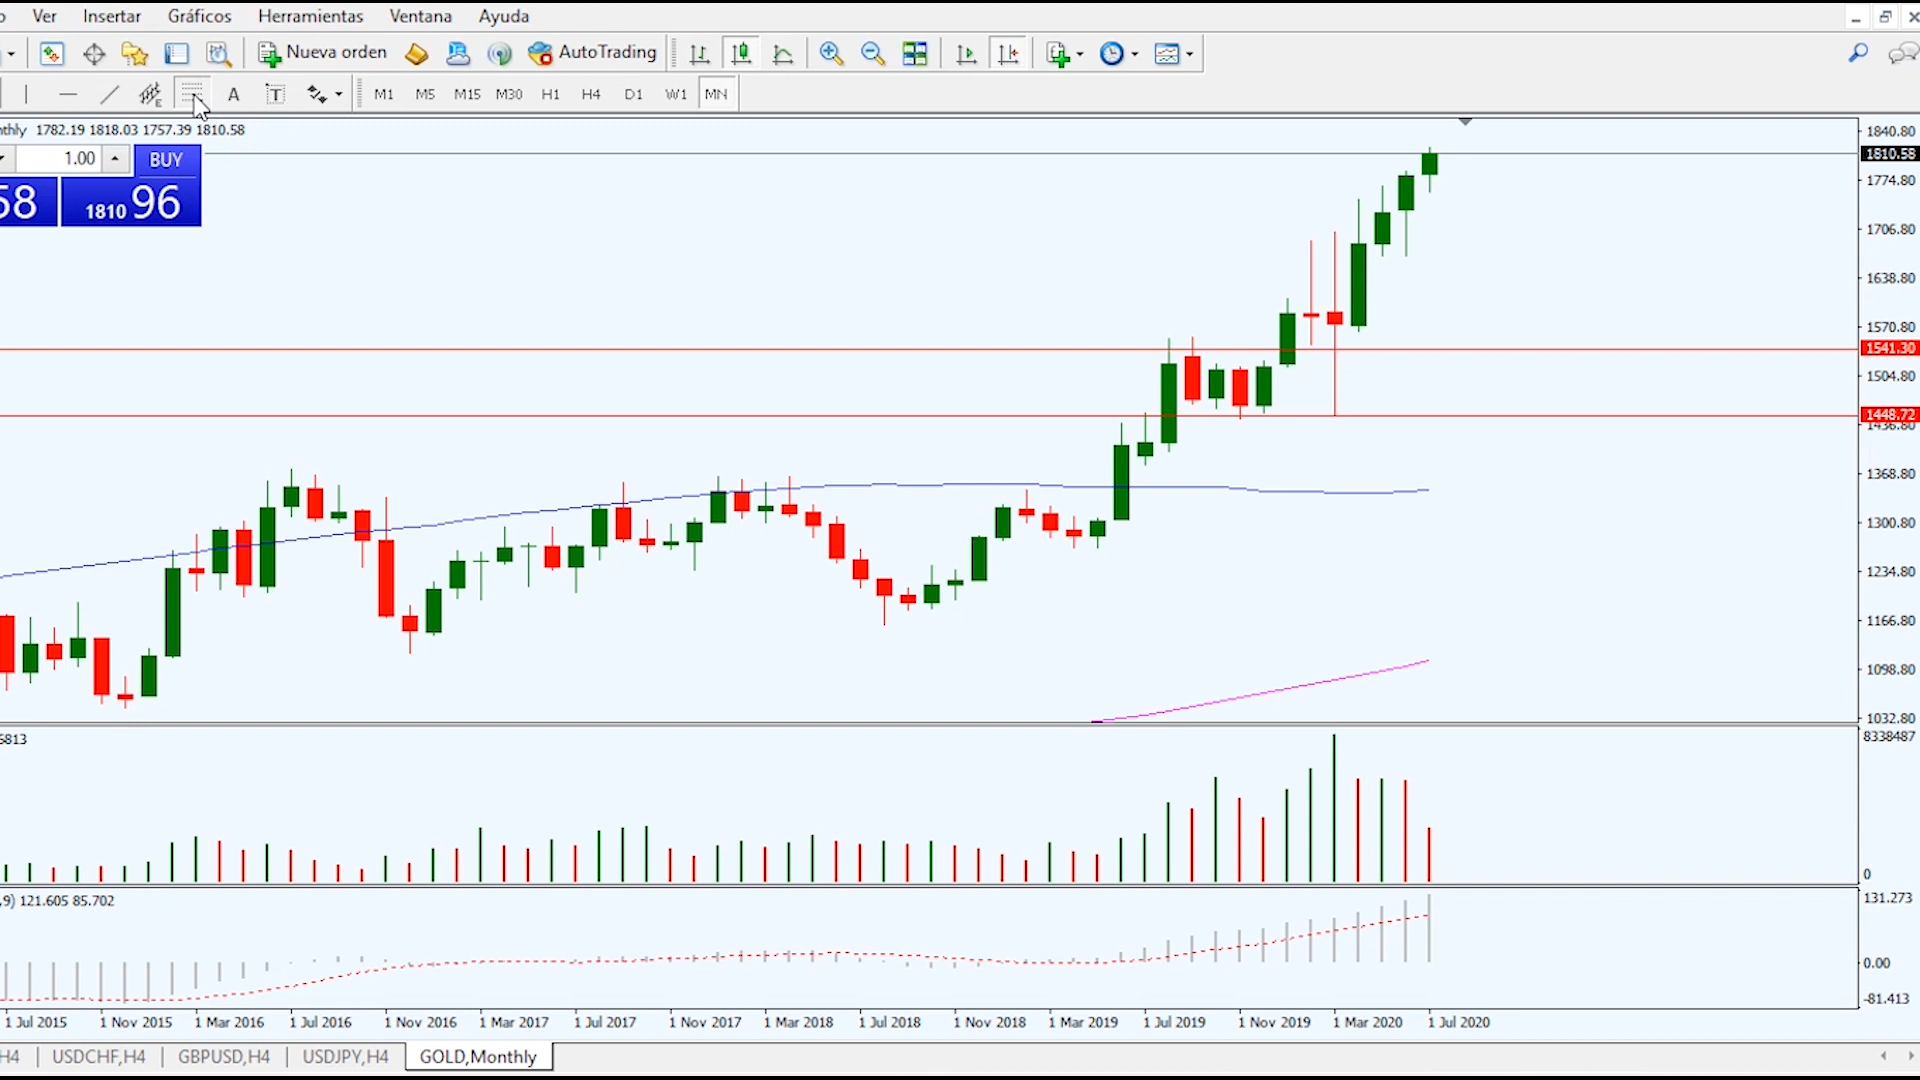 Ver Insertar Gráficos Herramientas Ventana Ayuda
Nueva orden AutoTrading
A T M1 M5 M15 M30 H1 H4 D1 W1 MN
thly 1782.19 1818.03 1757.39 1810.58
1.00 BUY
58 1810 96
1840.80
1810.58
1774.80
1706.80
1638.80
1570.80
1541.30
1504.80
1448.72
1436.80
1368.80
1300.80
1234.80
1166.80
1098.80
1032.80
6813
8338487
0
,9) 121.605 85.702
131.273
0.00
-81.413
1 Jul 2015 1 Nov 2015 1 Mar 2016 1 Jul 2016 1 Nov 2016 1 Mar 2017 1 Jul 2017 1 Nov 2017 1 Mar 2018 1 Jul 2018 1 Nov 2018 1 Mar 2019 1 Jul 2019 1 Nov 2019 1 Mar 2020 1 Jul 2020
H4 USDCHF,H4 GBPUSD,H4 USDJPY,H4 GOLD,Monthly